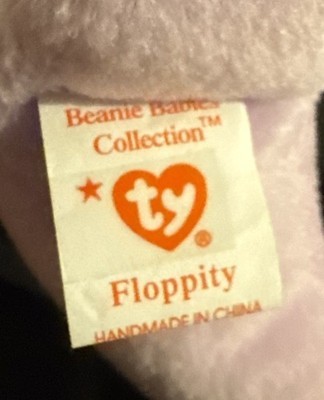 Beanie Babies
Collection™
ty®
Floppity
HANDMADE IN CHINA